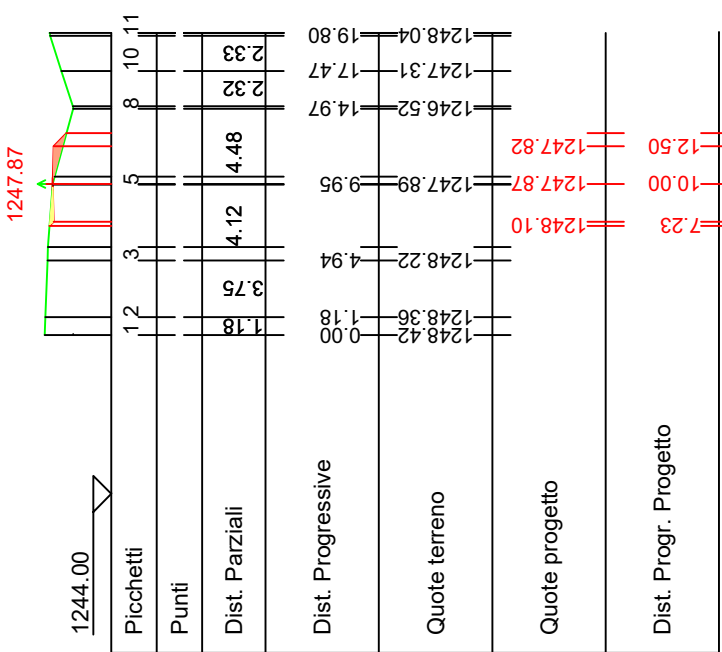 1247.87
1244.00
Picchetti 1 2 3 5 8 10 11
Punti
Dist. Parziali 1.18 3.75 4.12 4.48 2.32 2.33
Dist. Progressive 0.00 1.18 4.94 9.95 14.97 17.47 19.80
Quote terreno 1248.42 1248.36 1248.22 1247.89 1246.52 1247.31 1248.04
Quote progetto 1248.10 1247.87 1247.82
Dist. Progr. Progetto 7.23 10.00 12.50